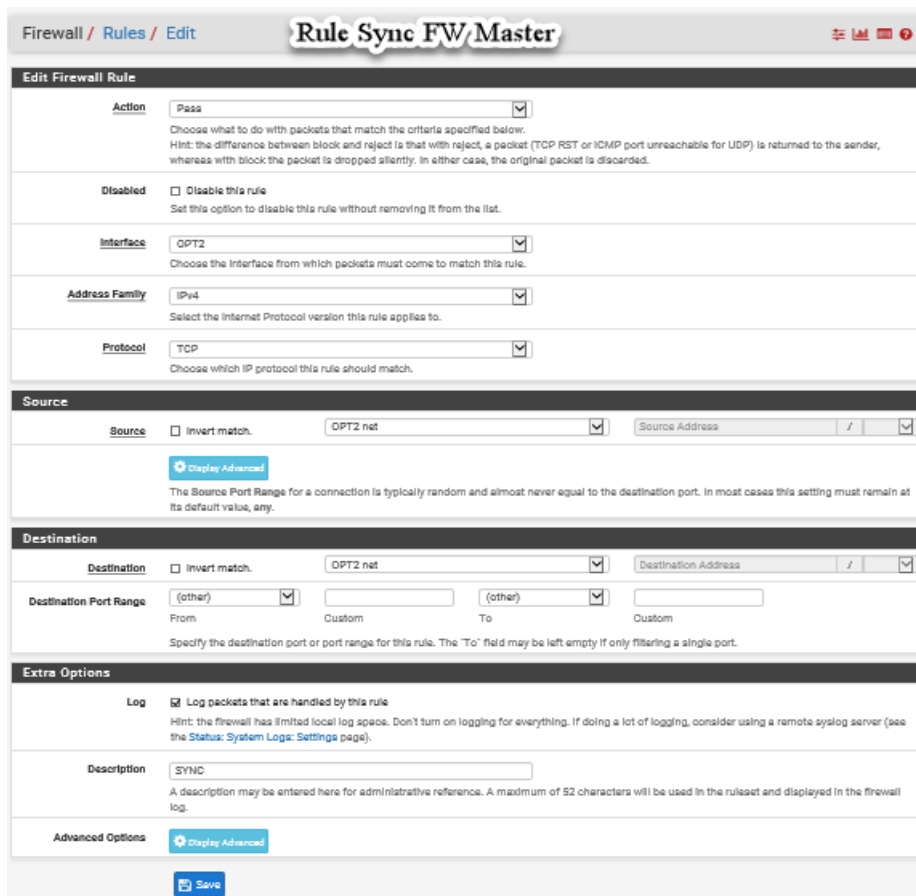 Firewall / Rules / Edit
Rule Sync FW Master
Edit Firewall Rule
Action
Pass
Choose what to do with packets that match the criteria specified below.
Hint: the difference between block and reject is that with reject, a packet (TCP RST or ICMP port unreachable for UDP) is returned to the sender,
whereas with block the packet is dropped silently. In either case, the original packet is discarded.
Disabled
Disable this rule
Set this option to disable this rule without removing it from the list.
Interface
OPT2
Choose the interface from which packets must come to match this rule.
Address Family
IPv4
Select the Internet Protocol version this rule applies to.
Protocol
TCP
Choose which IP protocol this rule should match.
Source
Source
Invert match.
OPT2 net
Source Address
/
Display Advanced
The Source Port Range for a connection is typically random and almost never equal to the destination port. In most cases this setting must remain at
its default value, any.
Destination
Destination
Invert match.
OPT2 net
Destination Address
/
Destination Port Range
(other)
(other)
From
Custom
To
Custom
Specify the destination port or port range for this rule. The "To" field may be left empty if only filtering a single port.
Extra Options
Log
Log packets that are handled by this rule
Hint: the firewall has limited local log space. Don't turn on logging for everything. If doing a lot of logging, consider using a remote syslog server (see
the Status: System Logs: Settings page).
Description
SYNC
A description may be entered here for administrative reference. A maximum of 52 characters will be used in the ruleset and displayed in the firewall
log.
Advanced Options
Display Advanced
Save